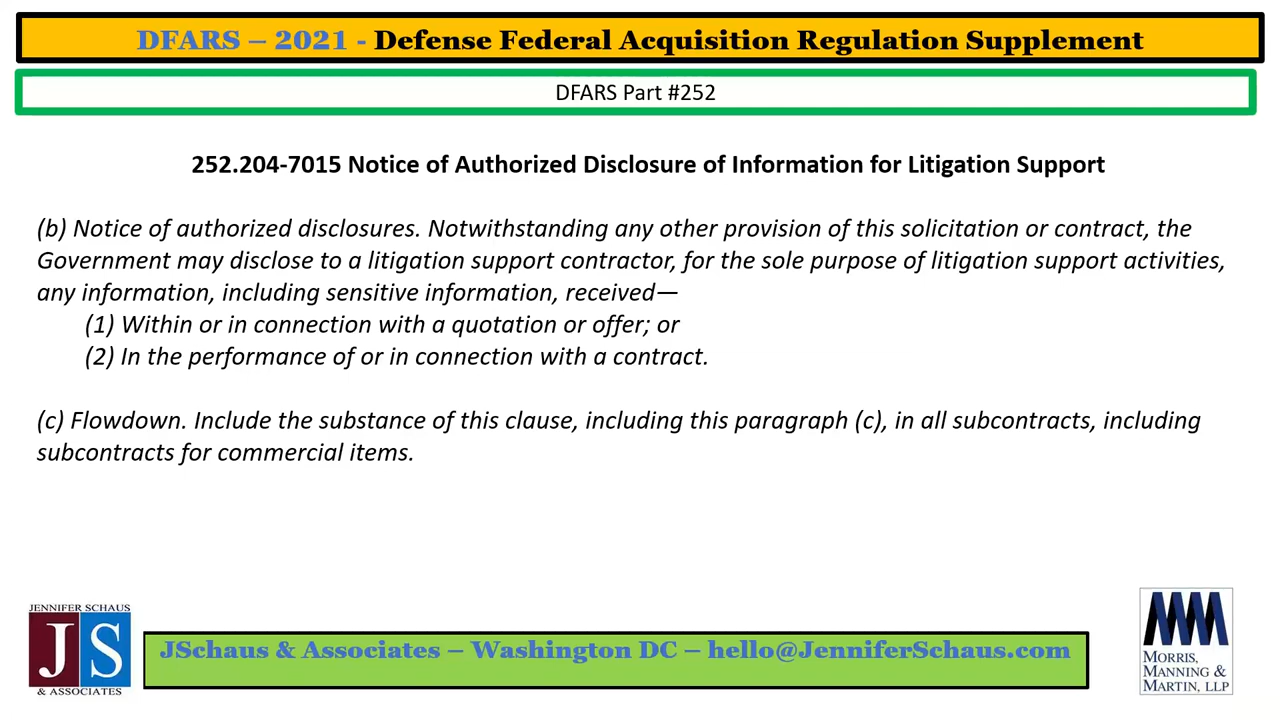 DFARS – 2021 - Defense Federal Acquisition Regulation Supplement
DFARS Part #252
252.204-7015 Notice of Authorized Disclosure of Information for Litigation Support
(b) Notice of authorized disclosures. Notwithstanding any other provision of this solicitation or contract, the
Government may disclose to a litigation support contractor, for the sole purpose of litigation support activities,
any information, including sensitive information, received—
(1) Within or in connection with a quotation or offer; or
(2) In the performance of or in connection with a contract.
(c) Flowdown. Include the substance of this clause, including this paragraph (c), in all subcontracts, including
subcontracts for commercial items.
JENNIFER SCHAUS
JS
& ASSOCIATES
JSchaus & Associates – Washington DC – hello@JenniferSchaus.com
MORRIS,
MANNING &
MARTIN, LLP